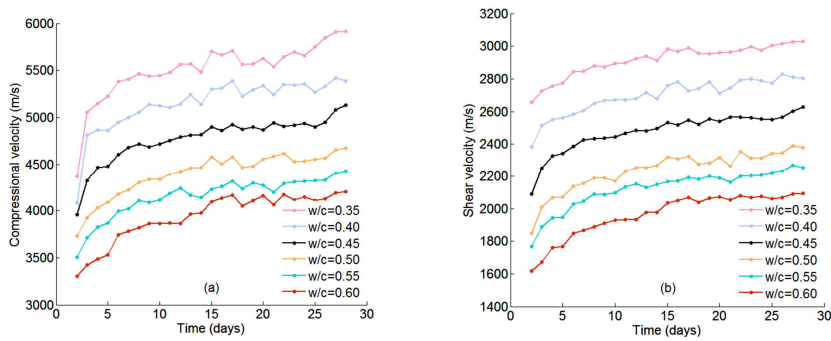 Compressional velocity (m/s)
6000
5500
5000
4500
4000
3500
3000
w/c=0.35
w/c=0.40
w/c=0.45
w/c=0.50
w/c=0.55
w/c=0.60
(a)
0 5 10 15 20 25 30
Time (days)
Shear velocity (m/s)
3200
3000
2800
2600
2400
2200
2000
1800
1600
1400
w/c=0.35
w/c=0.40
w/c=0.45
w/c=0.50
w/c=0.55
w/c=0.60
(b)
0 5 10 15 20 25 30
Time (days)